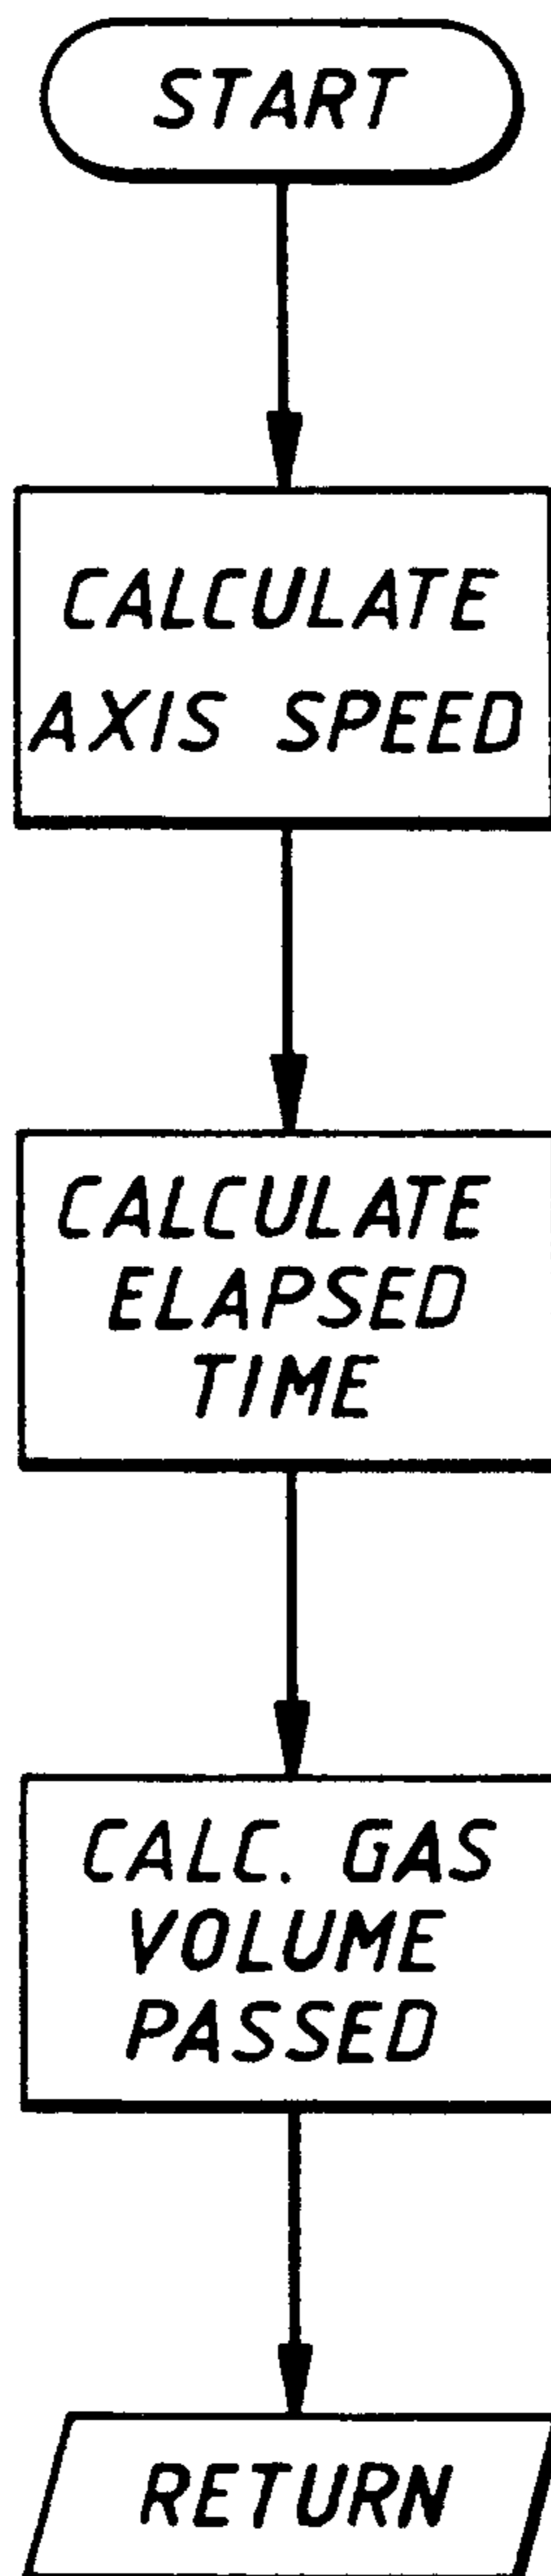 START
CALCULATE
AXIS SPEED
CALCULATE
ELAPSED
TIME
CALC. GAS
VOLUME
PASSED
RETURN